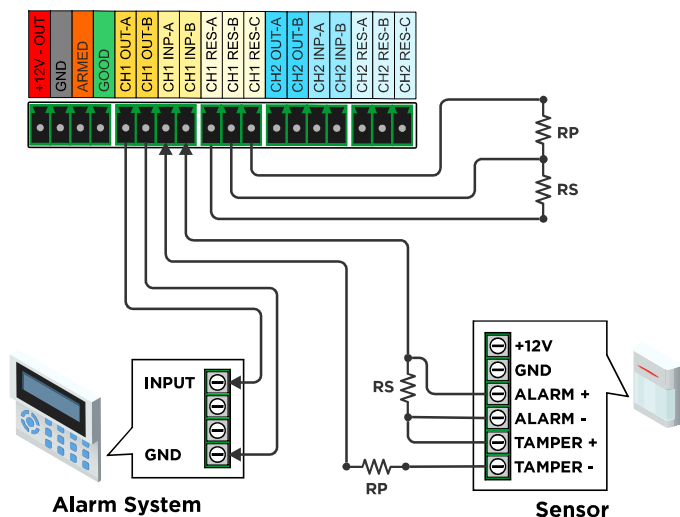 +12V - OUT
GND
ARMED
GOOD
CH1 OUT-A
CH1 OUT-B
CH1 INP-A
CH1 INP-B
CH1 RES-A
CH1 RES-B
CH1 RES-C
CH2 OUT-A
CH2 OUT-B
CH2 INP-A
CH2 INP-B
CH2 RES-A
CH2 RES-B
CH2 RES-C
RP
RS
INPUT
GND
Alarm System
RS
RP
+12V
GND
ALARM +
ALARM -
TAMPER +
TAMPER -
Sensor